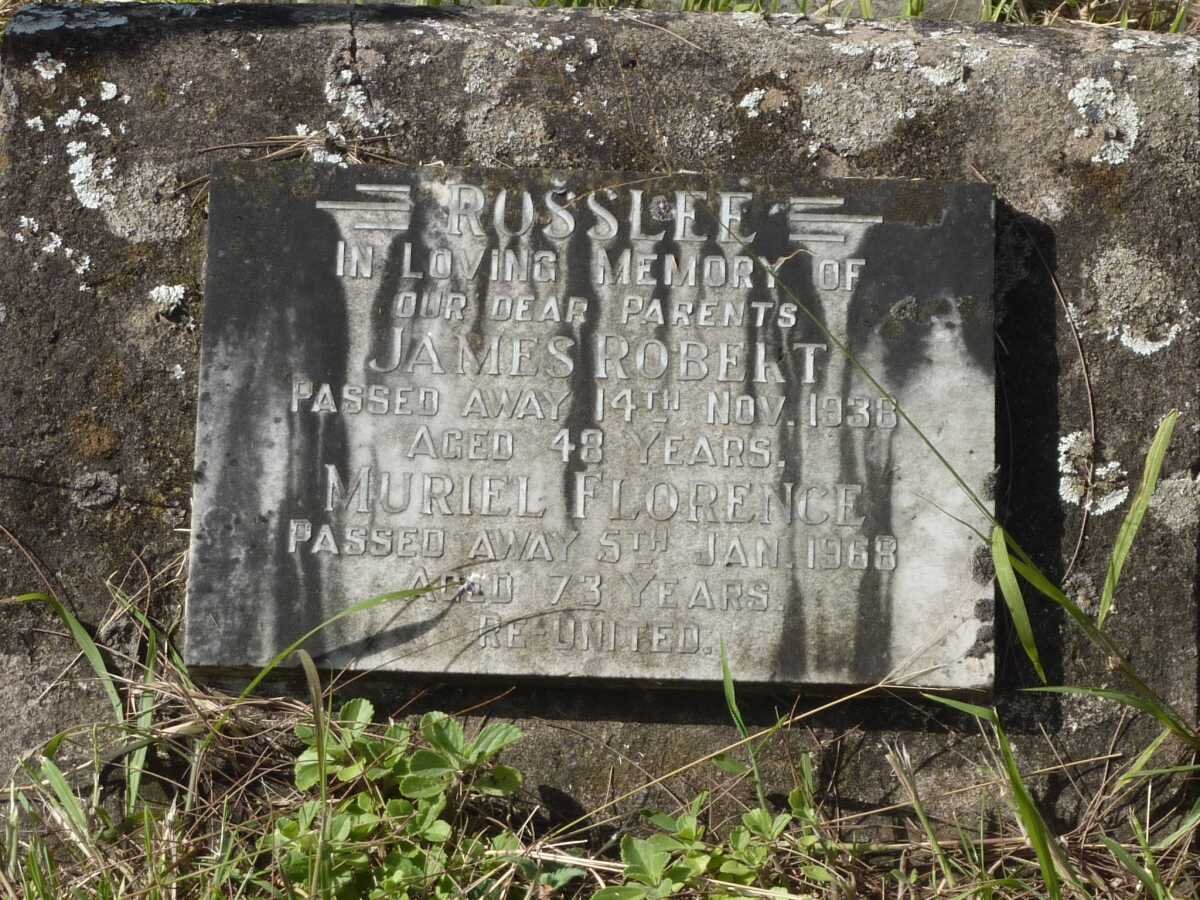 RUSSLEE
IN LOVING MEMORY OF
OUR DEAR PARENTS
JAMES ROBERT
PASSED AWAY 14TH NOV. 1938
AGED 48 YEARS.
MURIEL FLORENCE
PASSED AWAY 5TH JAN. 1968
AGED 73 YEARS.
RE-UNITED.